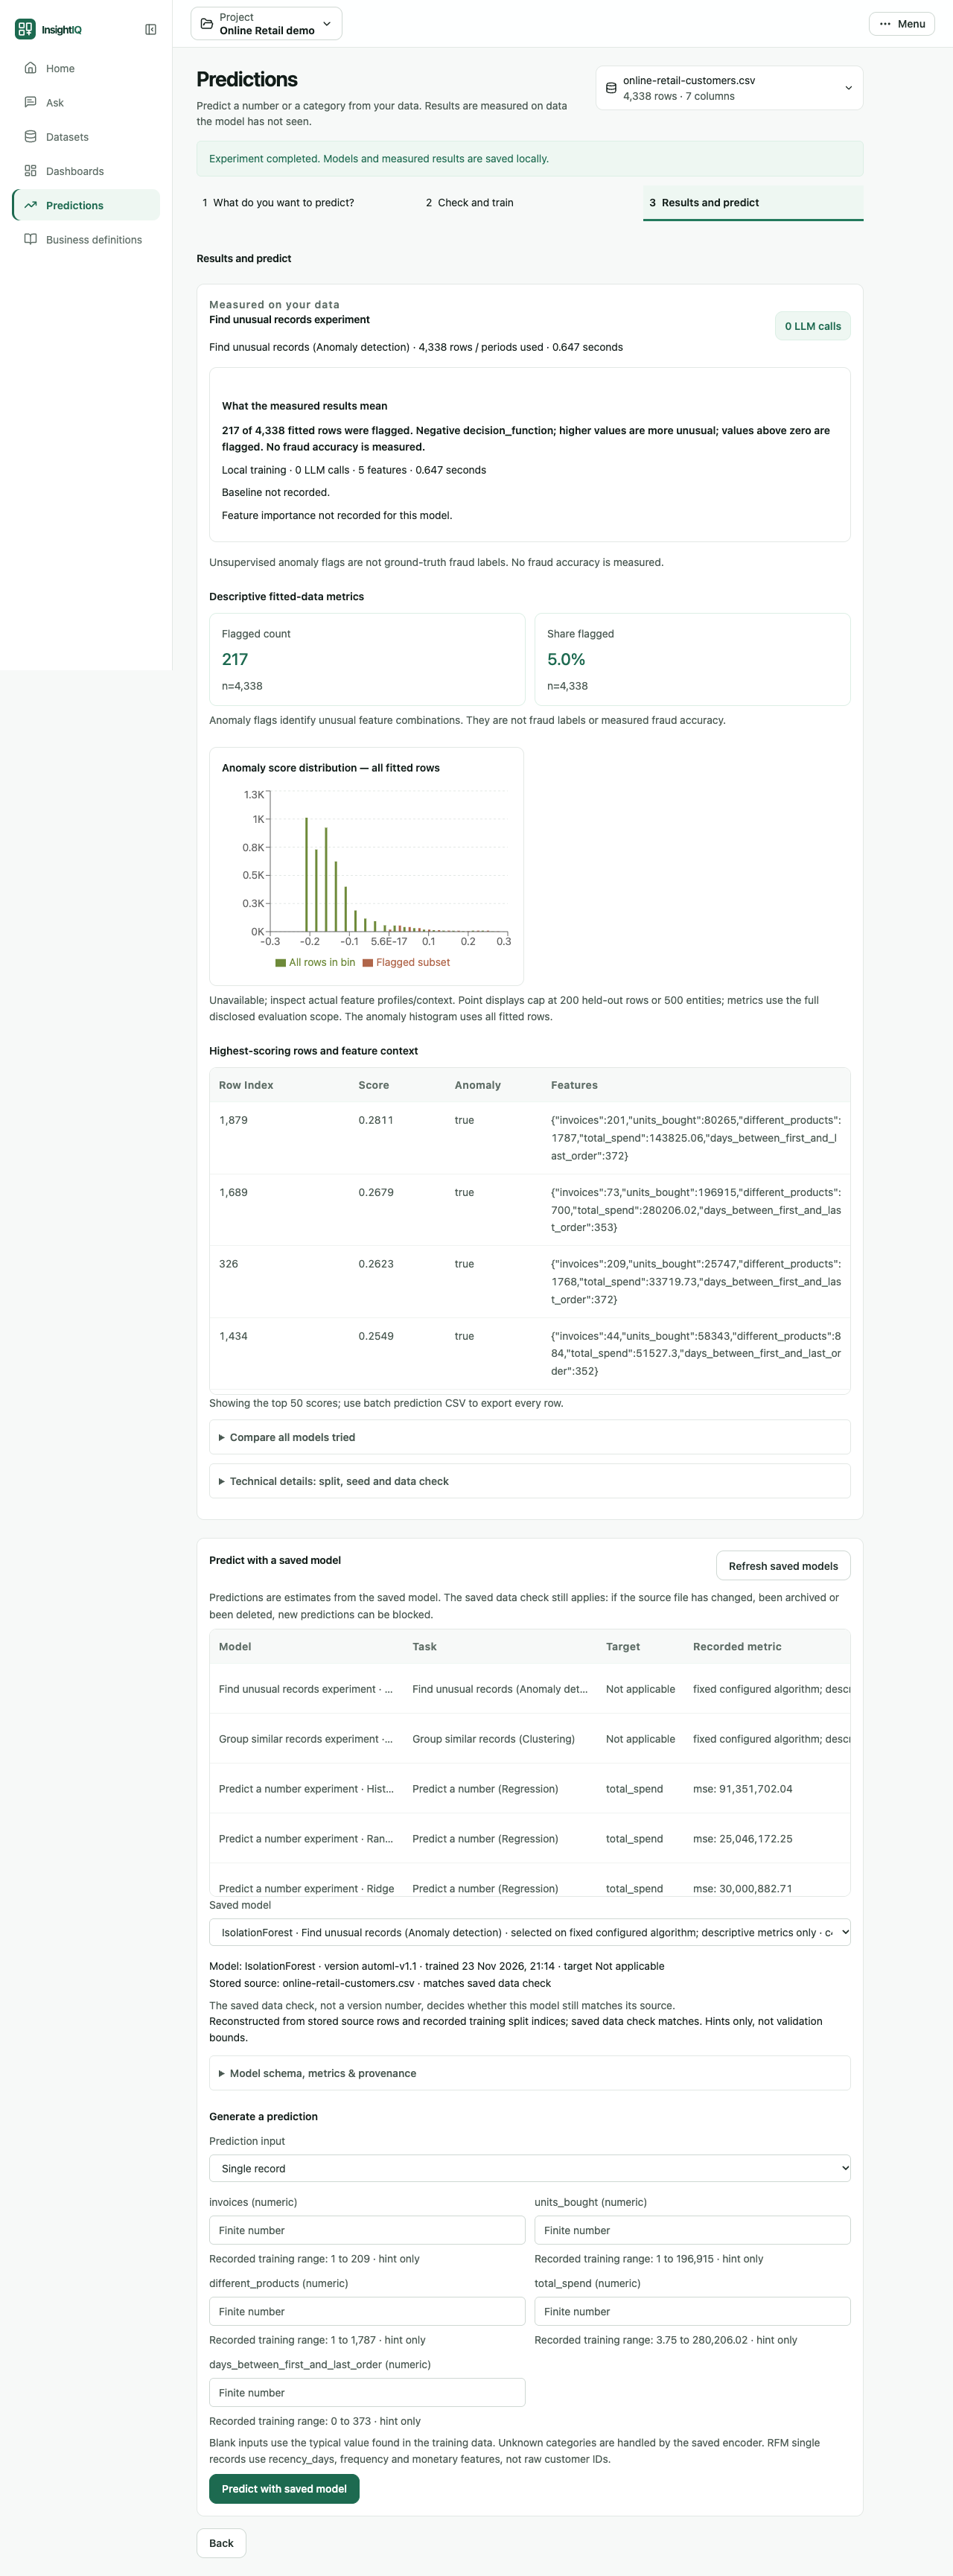 InsightIQ
Home
Ask
Datasets
Dashboards
Predictions
Business definitions
Project
Online Retail demo
Menu
Predictions
Predict a number or a category from your data. Results are measured on data
the model has not seen.
online-retail-customers.csv
4,338 rows · 7 columns
Experiment completed. Models and measured results are saved locally.
1 What do you want to predict?
2 Check and train
3 Results and predict
Results and predict
Measured on your data
Find unusual records experiment
0 LLM calls
Find unusual records (Anomaly detection) · 4,338 rows / periods used · 0.647 seconds
What the measured results mean
217 of 4,338 fitted rows were flagged. Negative decision_function; higher values are more unusual; values above zero are
flagged. No fraud accuracy is measured.
Local training · 0 LLM calls · 5 features · 0.647 seconds
Baseline not recorded.
Feature importance not recorded for this model.
Unsupervised anomaly flags are not ground-truth fraud labels. No fraud accuracy is measured.
Descriptive fitted-data metrics
Flagged count
217
n=4,338
Share flagged
5.0%
n=4,338
Anomaly flags identify unusual feature combinations. They are not fraud labels or measured fraud accuracy.
Anomaly score distribution — all fitted rows
1.3K
1K
0.8K
0.5K
0.3K
0K
-0.3 -0.2 -0.1 5.6E-17 0.1 0.2 0.3
All rows in bin Flagged subset
Unavailable; inspect actual feature profiles/context. Point displays cap at 200 held-out rows or 500 entities; metrics use the full
disclosed evaluation scope. The anomaly histogram uses all fitted rows.
Highest-scoring rows and feature context
Row Index Score Anomaly Features
1,879 0.2811 true {"invoices":201,"units_bought":80265,"different_products":
1787,"total_spend":143825.06,"days_between_first_and_l
ast_order":372}
1,689 0.2679 true {"invoices":73,"units_bought":196915,"different_products":
700,"total_spend":280206.02,"days_between_first_and_las
t_order":353}
326 0.2623 true {"invoices":209,"units_bought":25747,"different_products":
1768,"total_spend":33719.73,"days_between_first_and_las
t_order":372}
1,434 0.2549 true {"invoices":44,"units_bought":58343,"different_products":8
84,"total_spend":51527.3,"days_between_first_and_last_or
der":352}
Showing the top 50 scores; use batch prediction CSV to export every row.
Compare all models tried
Technical details: split, seed and data check
Predict with a saved model
Refresh saved models
Predictions are estimates from the saved model. The saved data check still applies: if the source file has changed, been archived or
been deleted, new predictions can be blocked.
Model Task Target Recorded metric
Find unusual records experiment · ... Find unusual records (Anomaly det... Not applicable fixed configured algorithm; descr
Group similar records experiment ·... Group similar records (Clustering) Not applicable fixed configured algorithm; descr
Predict a number experiment · Hist... Predict a number (Regression) total_spend mse: 91,351,702.04
Predict a number experiment · Ran... Predict a number (Regression) total_spend mse: 25,046,172.25
Predict a number experiment · Ridge Predict a number (Regression) total_spend mse: 30,000,882.71
Saved model
IsolationForest · Find unusual records (Anomaly detection) · selected on fixed configured algorithm; descriptive metrics only ·
Model: IsolationForest · version automl-v1.1 · trained 23 Nov 2026, 21:14 · target Not applicable
Stored source: online-retail-customers.csv · matches saved data check
The saved data check, not a version number, decides whether this model still matches its source.
Reconstructed from stored source rows and recorded training split indices; saved data check matches. Hints only, not validation
bounds.
Model schema, metrics & provenance
Generate a prediction
Prediction input
Single record
invoices (numeric)
Finite number
Recorded training range: 1 to 209 · hint only
units_bought (numeric)
Finite number
Recorded training range: 1 to 196,915 · hint only
different_products (numeric)
Finite number
Recorded training range: 1 to 1,787 · hint only
total_spend (numeric)
Finite number
Recorded training range: 3.75 to 280,206.02 · hint only
days_between_first_and_last_order (numeric)
Finite number
Recorded training range: 0 to 373 · hint only
Blank inputs use the typical value found in the training data. Unknown categories are handled by the saved encoder. RFM single
records use recency_days, frequency and monetary features, not raw customer IDs.
Predict with saved model
Back